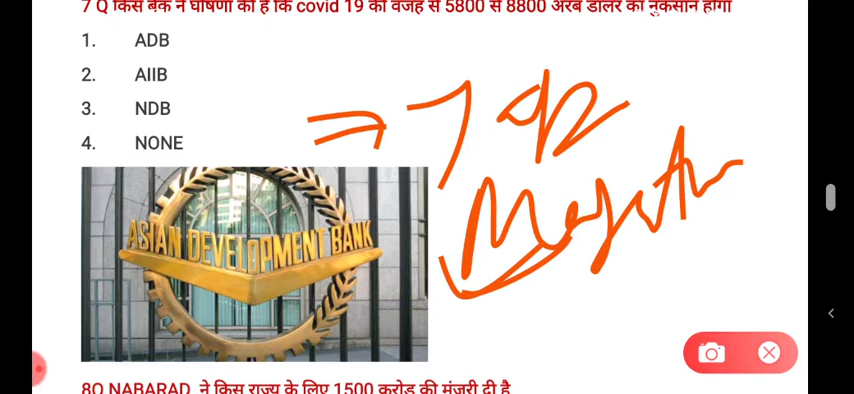 7 Q किस बैंक ने घोषणा की है कि covid 19 की वजह से 5800 से 8800 अरब डॉलर का नुकसान होगा
1. ADB
2. AIIB
3. NDB
4. NONE
ASIAN DEVELOPMENT BANK
8Q NABARAD ने किस राज्य के लिए 1500 करोड़ की मंजूरी दी है